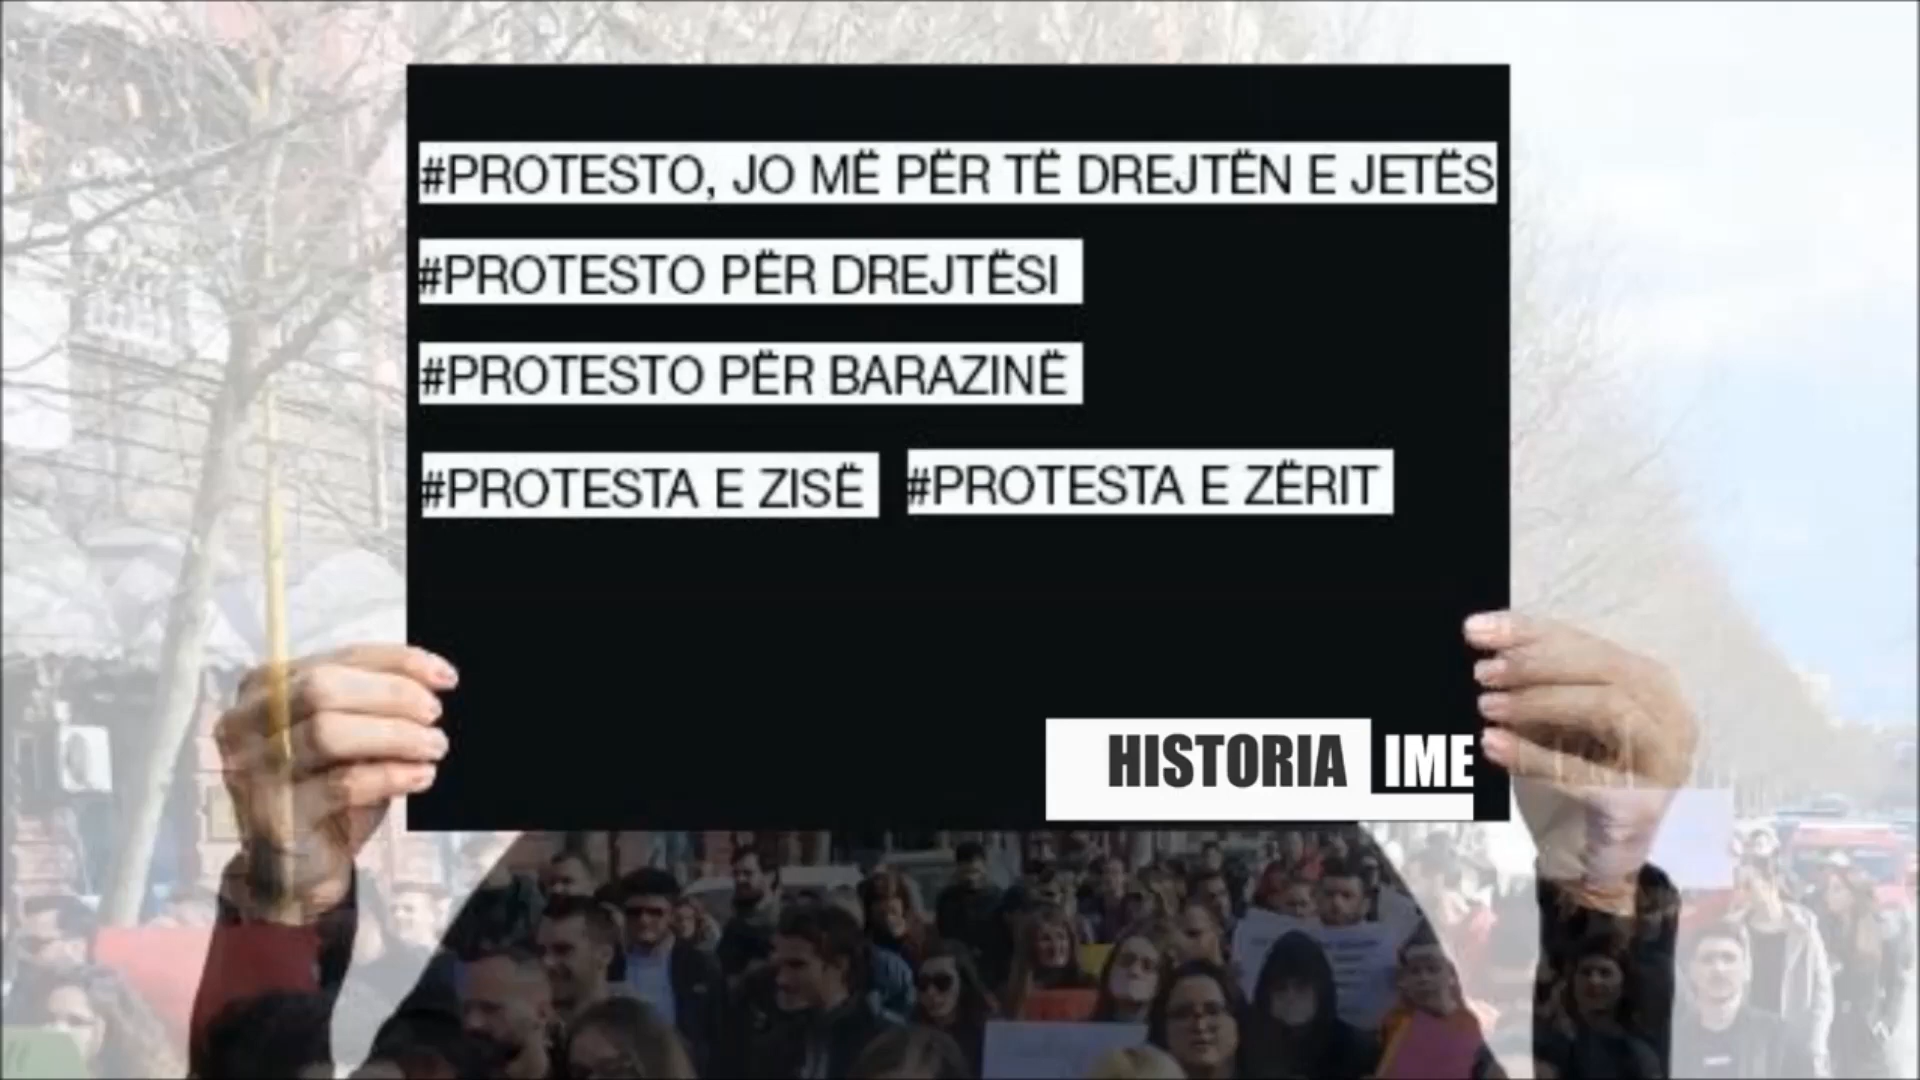 #PROTESTO, JO MË PËR TË DREJTËN E JETËS
#PROTESTO PËR DREJTËSI
#PROTESTO PËR BARAZINË
#PROTESTA E ZISË #PROTESTA E ZËRIT
HISTORIA IME